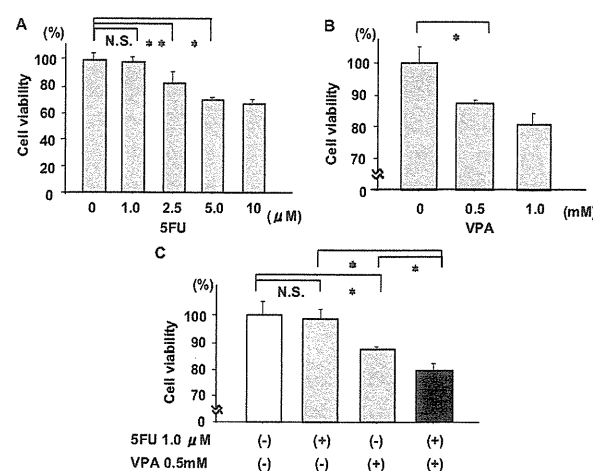 A
(%)
N.S. ** *
Cell viability
100
80
60
40
20
0
0 1.0 2.5 5.0 10 (μM)
5FU
B
(%)
*
Cell viability
100
90
80
70
0
0 0.5 1.0 (mM)
VPA
C
(%)
* *
N.S. *
Cell viability
100
90
80
70
0
5FU 1.0 μM (-) (+) (-) (+)
VPA 0.5mM (-) (-) (+) (+)